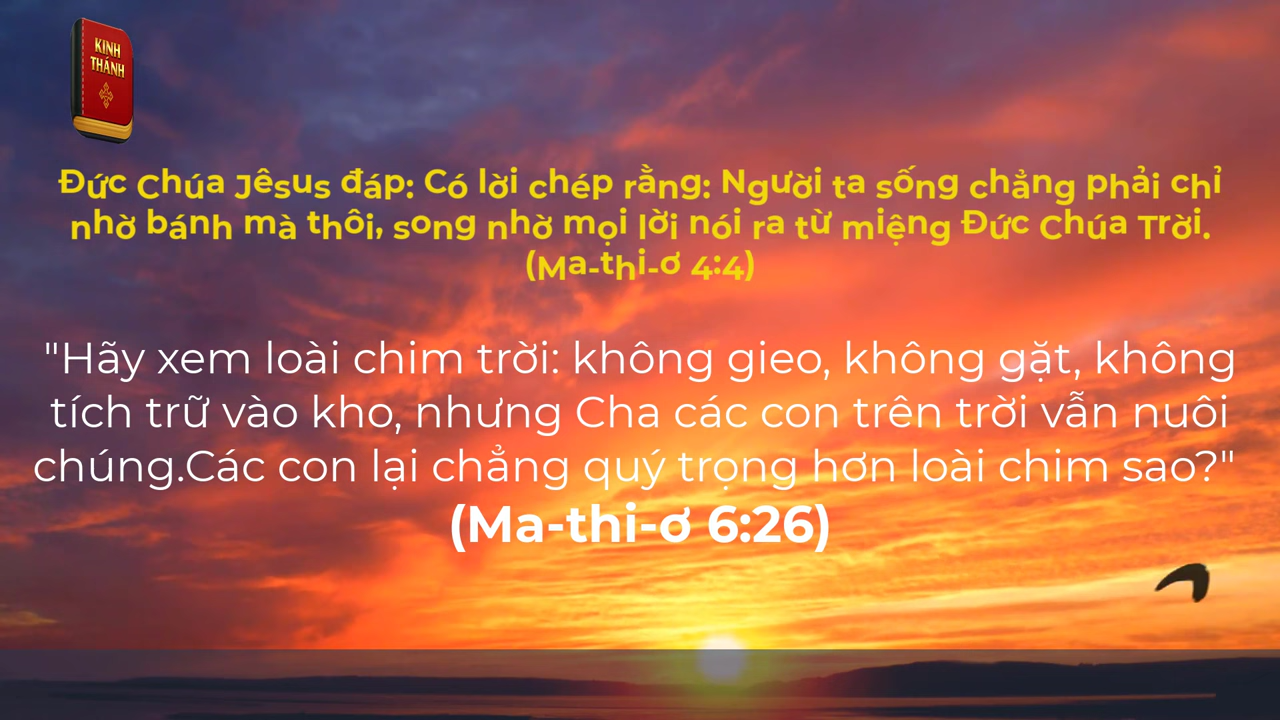 KINH
THÁNH
Đức Chúa Jêsus đáp: Có lời chép rằng: Người ta sống chẳng phải chỉ
nhờ bánh mà thôi, song nhờ mọi lời nói ra từ miệng Đức Chúa Trời.
(Ma-thi-ơ 4:4)
"Hãy xem loài chim trời: không gieo, không gặt, không
tích trữ vào kho, nhưng Cha các con trên trời vẫn nuôi
chúng.Các con lại chẳng quý trọng hơn loài chim sao?"
(Ma-thi-ơ 6:26)